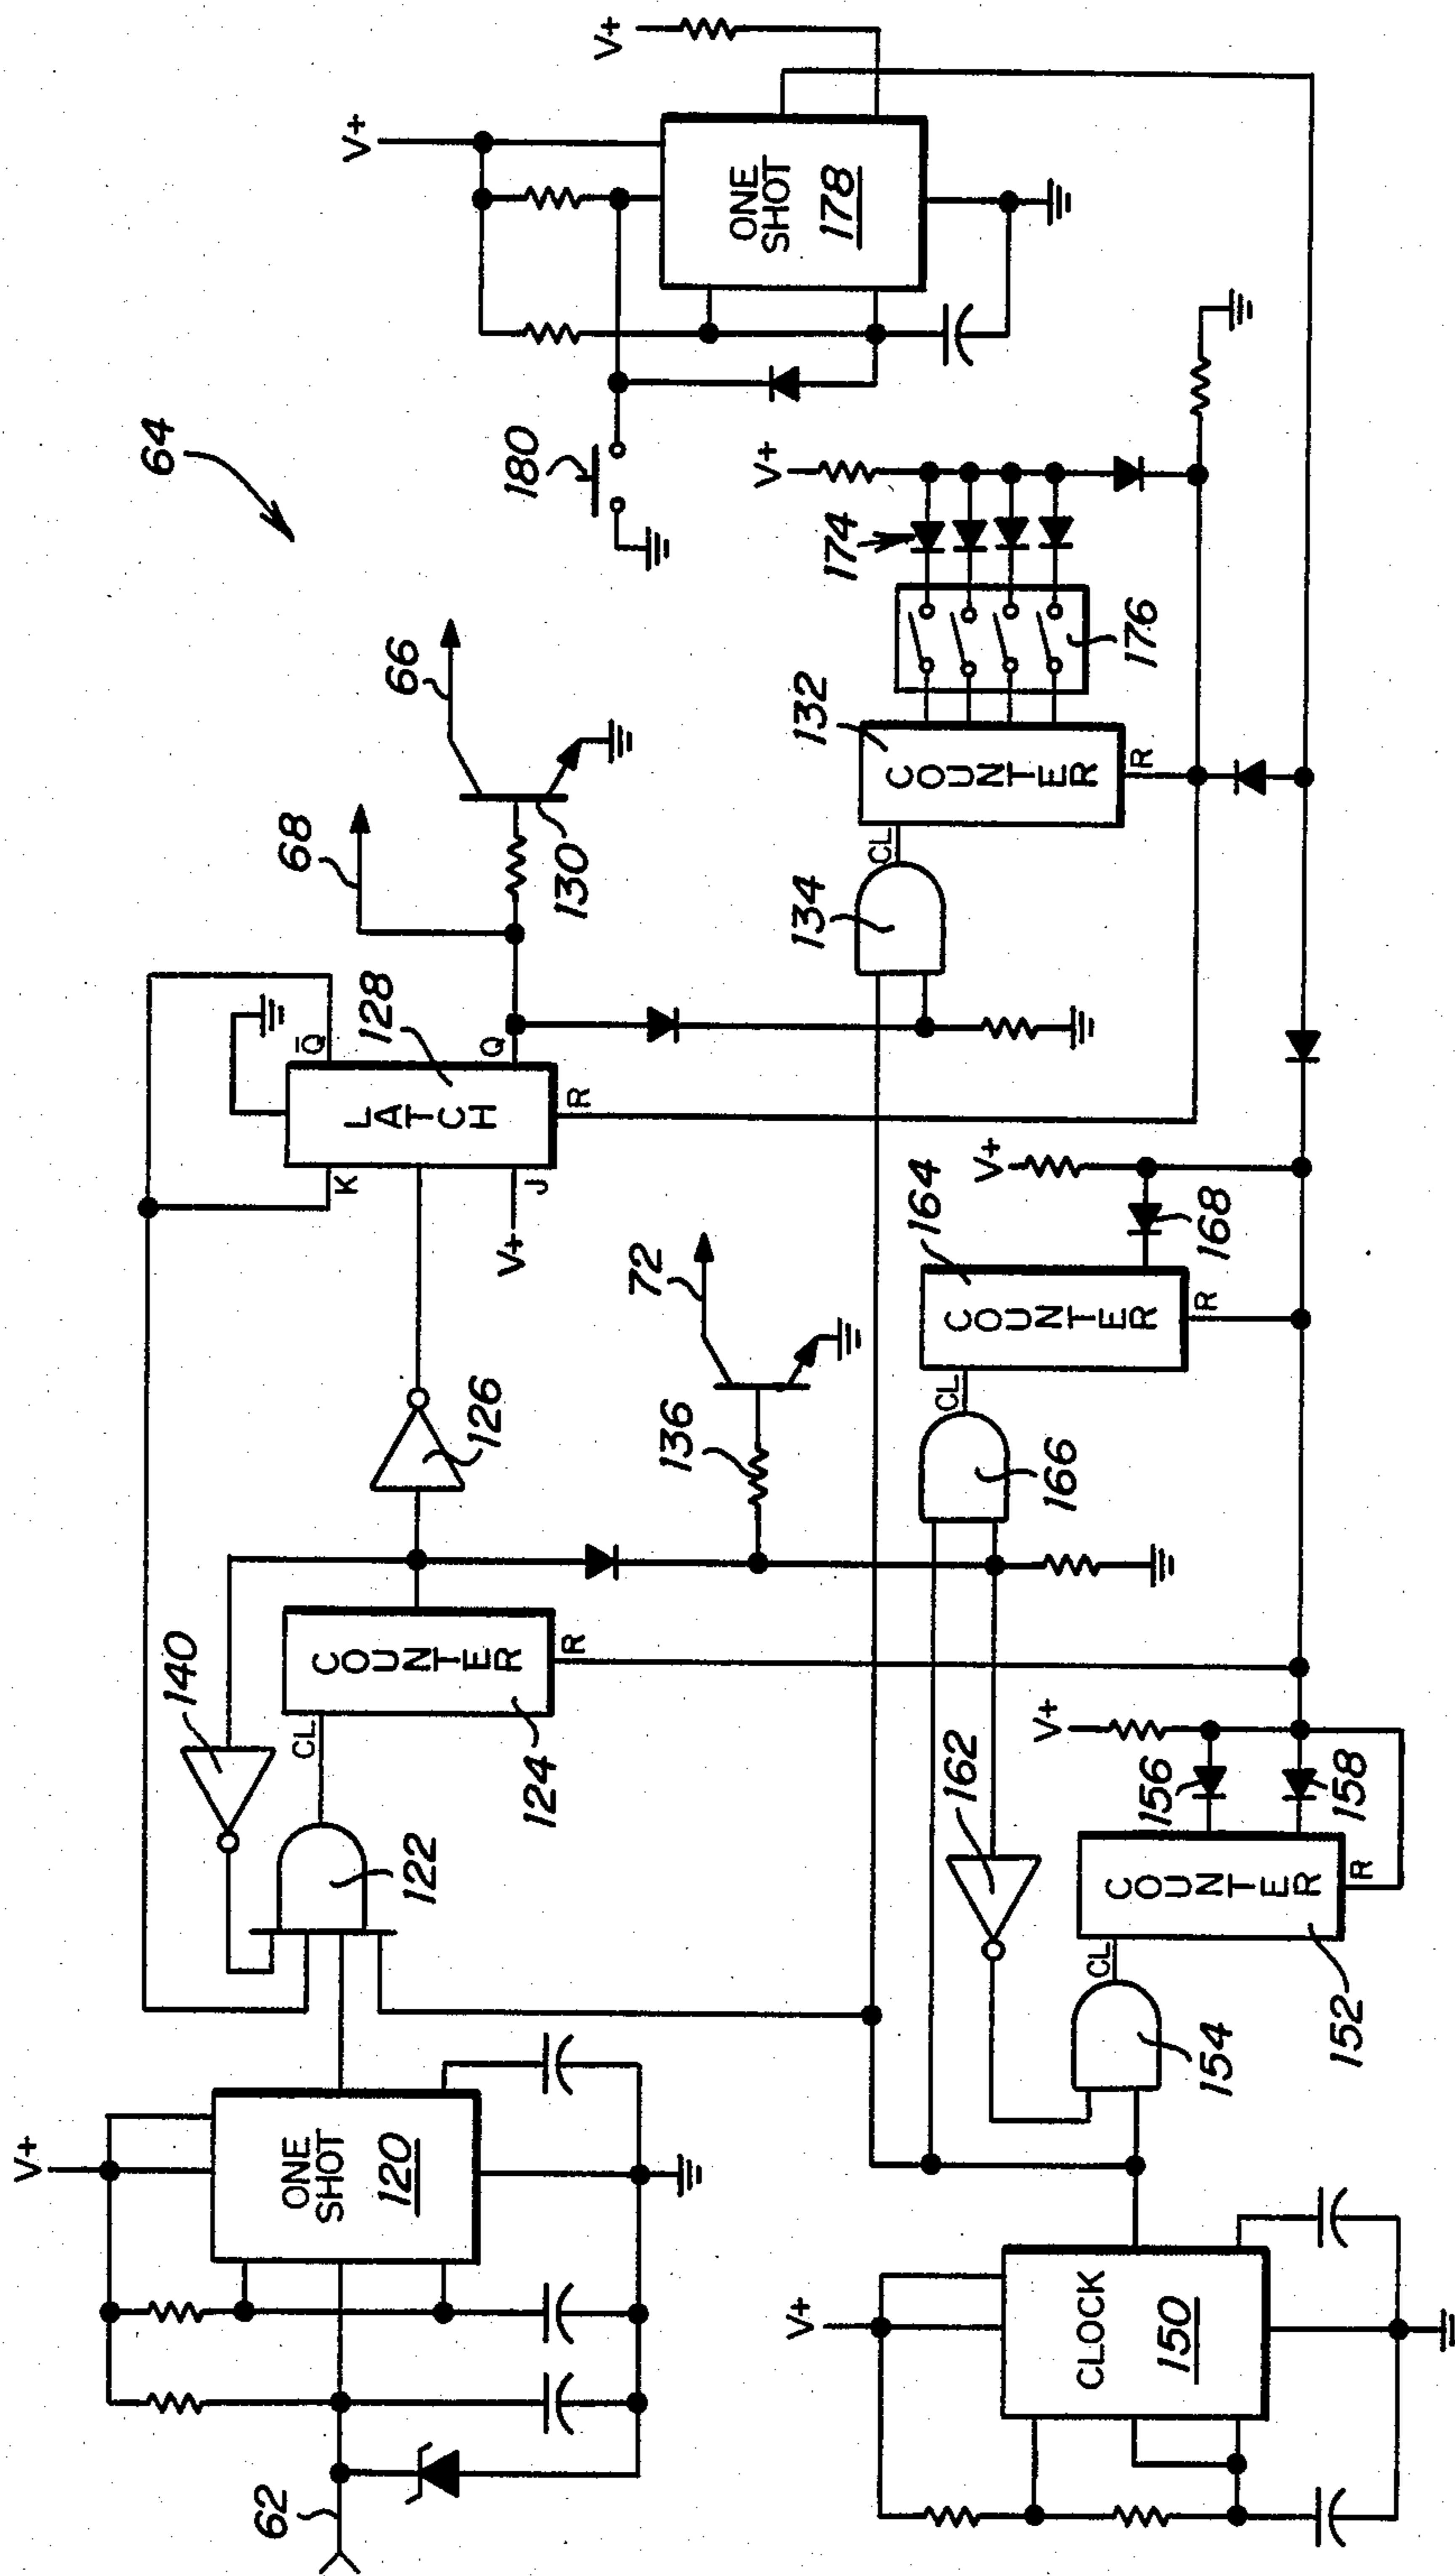 64
V+
ONE
SHOT
120
62
140
122
CL
COUNTER
R
124
126
K
LATCH
Q̅
Q
J
V+
R
128
68
66
130
72
136
180
V+
V+
ONE
SHOT
178
V+
174
176
132
COUNTER
R
CL
134
V+
164
168
COUNTER
R
CL
166
162
V+
156
158
COUNTER
R
152
CL
154
V+
CLOCK
150